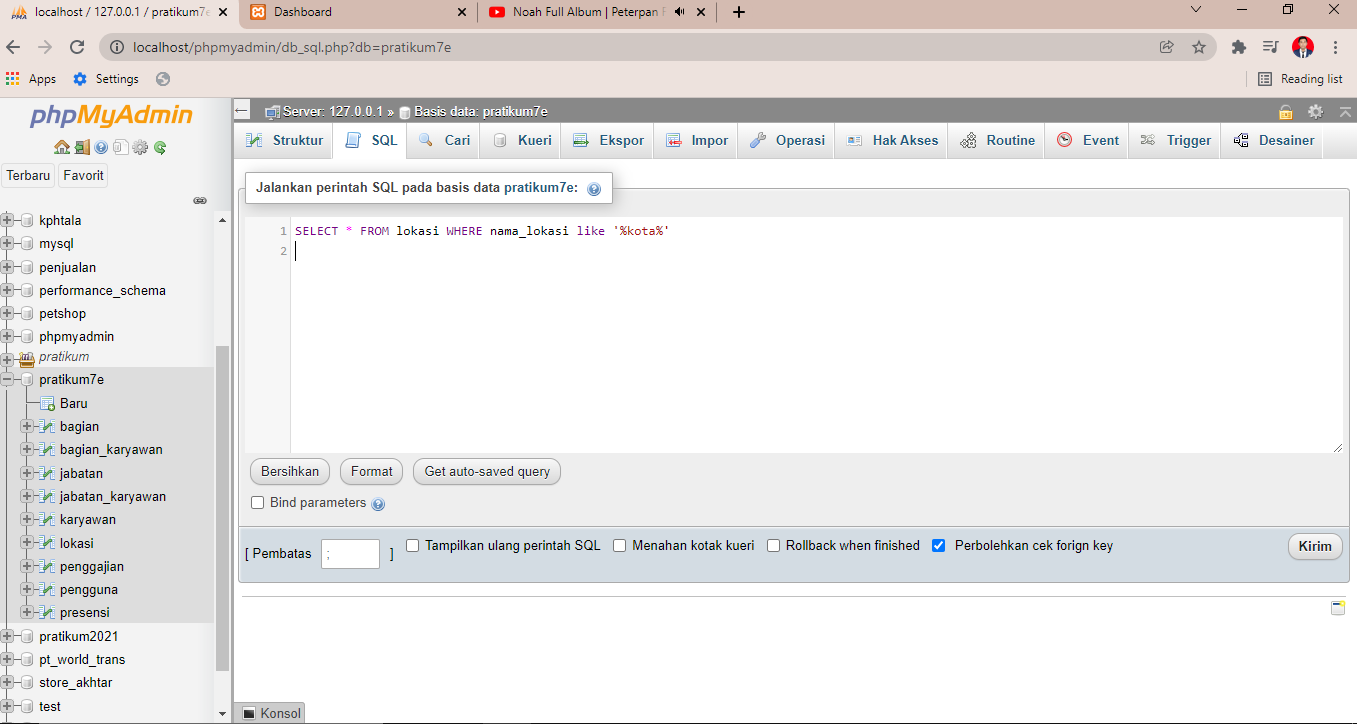 localhost / 127.0.0.1 / pratikum7e
Dashboard
Noah Full Album | Peterpan F
localhost/phpmyadmin/db_sql.php?db=pratikum7e
Apps
Settings
Reading list
phpMyAdmin
Terbaru
Favorit
kphtala
mysql
penjualan
performance_schema
petshop
phpmyadmin
pratikum
pratikum7e
Baru
bagian
bagian_karyawan
jabatan
jabatan_karyawan
karyawan
lokasi
penggajian
pengguna
presensi
pratikum2021
pt_world_trans
store_akhtar
test
Server: 127.0.0.1 » Basis data: pratikum7e
Struktur
SQL
Cari
Kueri
Ekspor
Impor
Operasi
Hak Akses
Routine
Event
Trigger
Desainer
Jalankan perintah SQL pada basis data pratikum7e:
1 SELECT * FROM lokasi WHERE nama_lokasi like '%kota%'
2
Bersihkan
Format
Get auto-saved query
Bind parameters
[ Pembatas ; ]
Tampilkan ulang perintah SQL
Menahan kotak kueri
Rollback when finished
Perbolehkan cek forign key
Kirim
Konsol